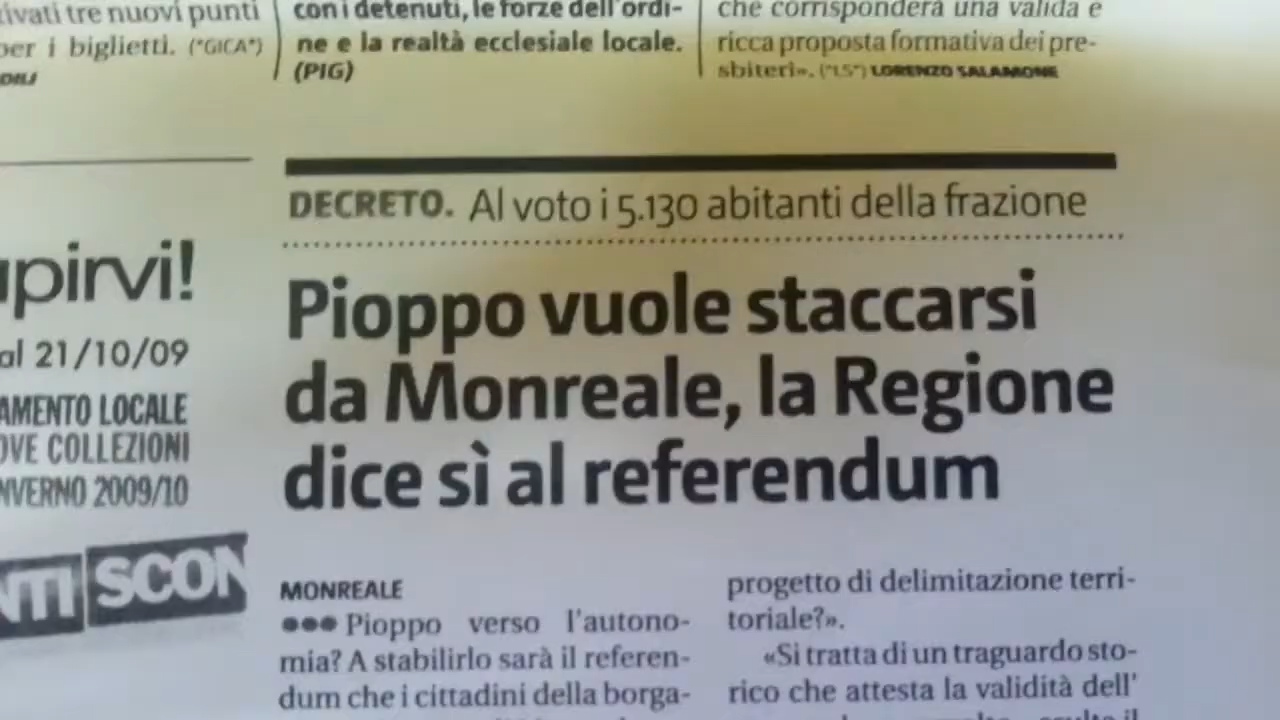 tre nuovi punti
per i biglietti. ("GICA")
con i detenuti, le forze dell'ordi-
ne e la realtà ecclesiale locale.
(PIG)
che corrisponderà una valida e
ricca proposta formativa dei pre-
sbiteri». ("LS") LORENZO SALAMONE
pirvi!
al 21/10/09
AMENTO LOCALE
OVE COLLEZIONI
NVERNO 2009/10
NTI SCON
DECRETO. Al voto i 5.130 abitanti della frazione
Pioppo vuole staccarsi
da Monreale, la Regione
dice sì al referendum
MONREALE
●●● Pioppo verso l'autono-
mia? A stabilirlo sarà il referen-
dum che i cittadini della borga-
progetto di delimitazione terri-
toriale?».
«Si tratta di un traguardo sto-
rico che attesta la validità dell'